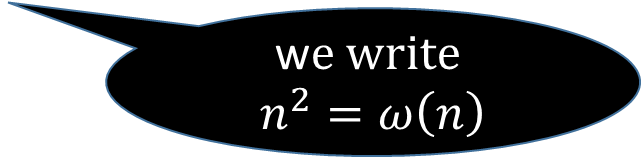 we write
n² = ω(n)